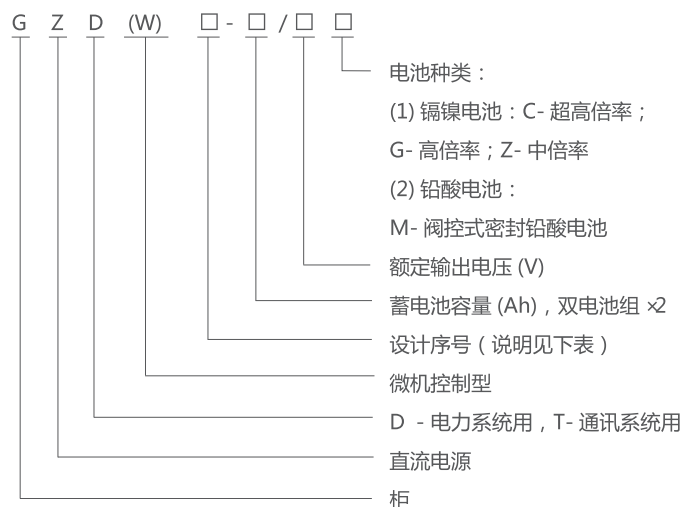 G Z D (W) □ - □ / □ □
电池种类：
(1) 镉镍电池：C- 超高倍率；
G- 高倍率；Z- 中倍率
(2) 铅酸电池：
M- 阀控式密封铅酸电池
额定输出电压 (V)
蓄电池容量 (Ah)，双电池组 ×2
设计序号（说明见下表）
微机控制型
D - 电力系统用，T- 通讯系统用
直流电源
柜